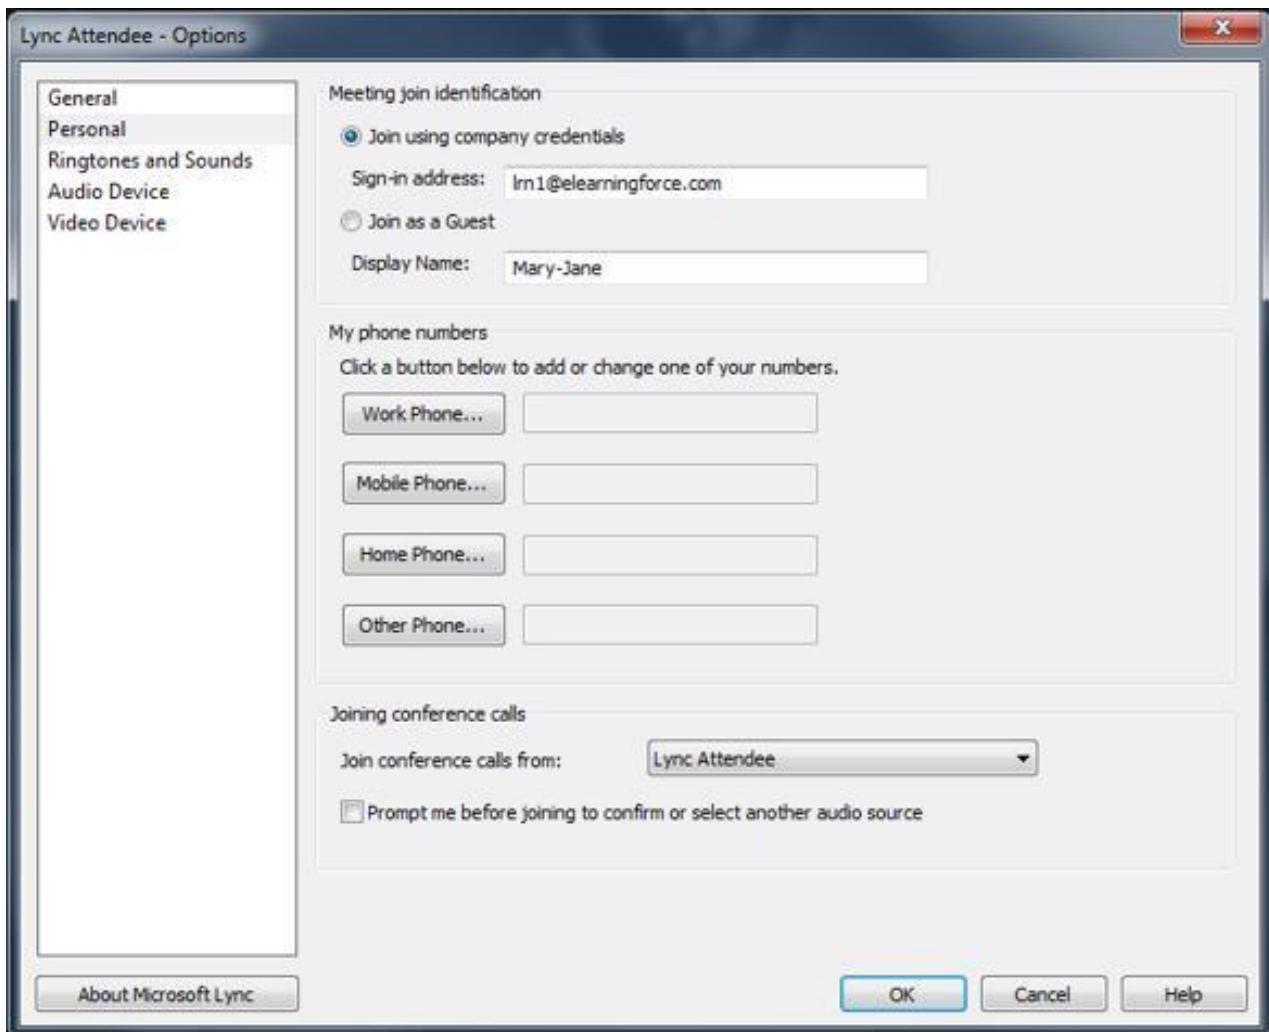 Lync Attendee - Options
General
Personal
Ringtones and Sounds
Audio Device
Video Device
Meeting join identification
Join using company credentials
Sign-in address: lrn1@elearningforce.com
Join as a Guest
Display Name: Mary-Jane
My phone numbers
Click a button below to add or change one of your numbers.
Work Phone...
Mobile Phone...
Home Phone...
Other Phone...
Joining conference calls
Join conference calls from: Lync Attendee
Prompt me before joining to confirm or select another audio source
About Microsoft Lync
OK Cancel Help